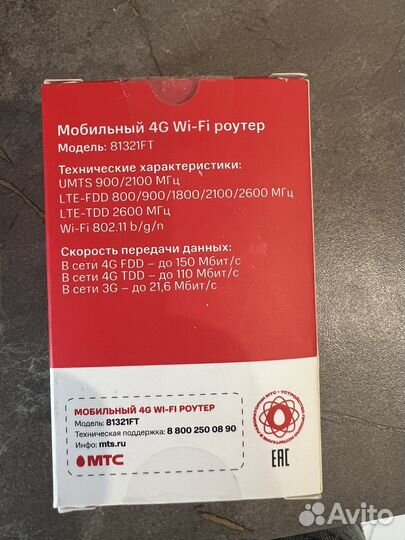 Мобильный 4G Wi-Fi роутер
Модель: 81321FT
Технические характеристики:
UMTS 900/2100 МГц
LTE-FDD 800/900/1800/2100/2600 МГц
LTE-TDD 2600 МГц
Wi-Fi 802.11 b/g/n
Скорость передачи данных:
В сети 4G FDD – до 150 Мбит/с
В сети 4G TDD – до 110 Мбит/с
В сети 3G – до 21,6 Мбит/с
МОБИЛЬНЫЙ 4G WI-FI РОУТЕР
Модель: 81321FT
Техническая поддержка: 8 800 250 08 90
Инфо: mts.ru
МТС
ЕАС
Avito